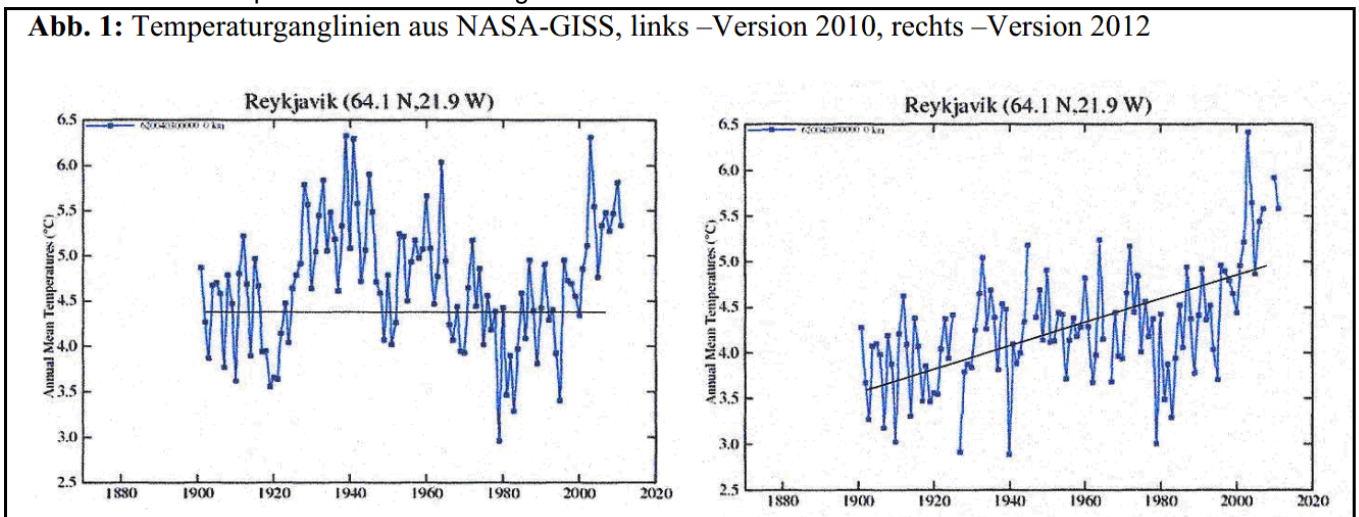 Abb. 1: Temperaturganglinien aus NASA-GISS, links –Version 2010, rechts –Version 2012
Reykjavik (64.1 N,21.9 W)
6.5
6.0
5.5
5.0
4.5
4.0
3.5
3.0
2.5
Annual Mean Temperatures (°C)
1880 1900 1920 1940 1960 1980 2000 2020
Reykjavik (64.1 N,21.9 W)
6.5
6.0
5.5
5.0
4.5
4.0
3.5
3.0
2.5
Annual Mean Temperatures (°C)
1880 1900 1920 1940 1960 1980 2000 2020